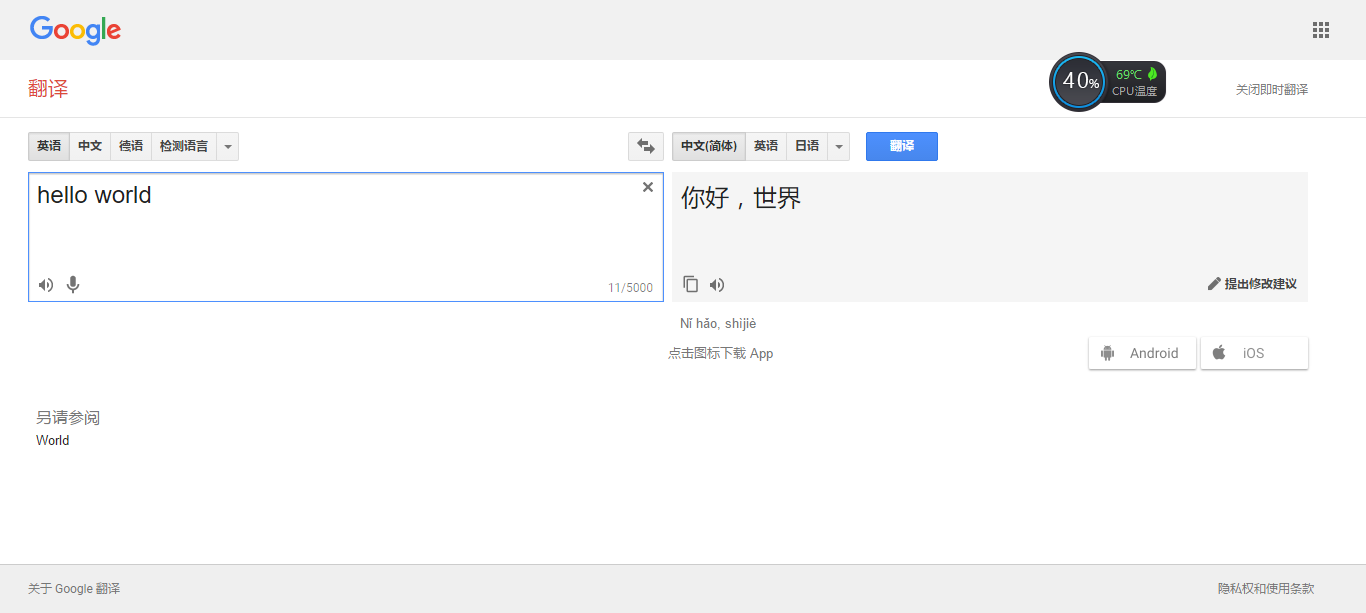 Google
翻译
40%
69℃
CPU温度
关闭即时翻译
英语 中文 德语 检测语言
中文(简体) 英语 日语 翻译
hello world
你好，世界
11/5000
提出修改建议
Nǐ hǎo, shìjiè
点击图标下载 App
Android
iOS
另请参阅
World
关于 Google 翻译
隐私权和使用条款